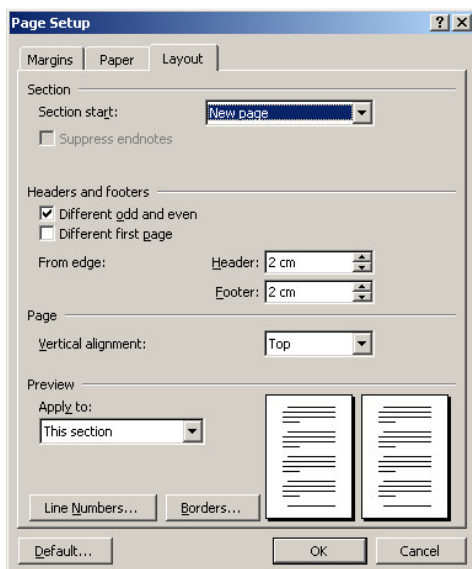 Page Setup
Margins Paper Layout
Section
Section start: New page
Suppress endnotes
Headers and footers
Different odd and even
Different first page
From edge: Header: 2 cm
Footer: 2 cm
Page
Vertical alignment: Top
Preview
Apply to:
This section
Line Numbers... Borders...
Default... OK Cancel